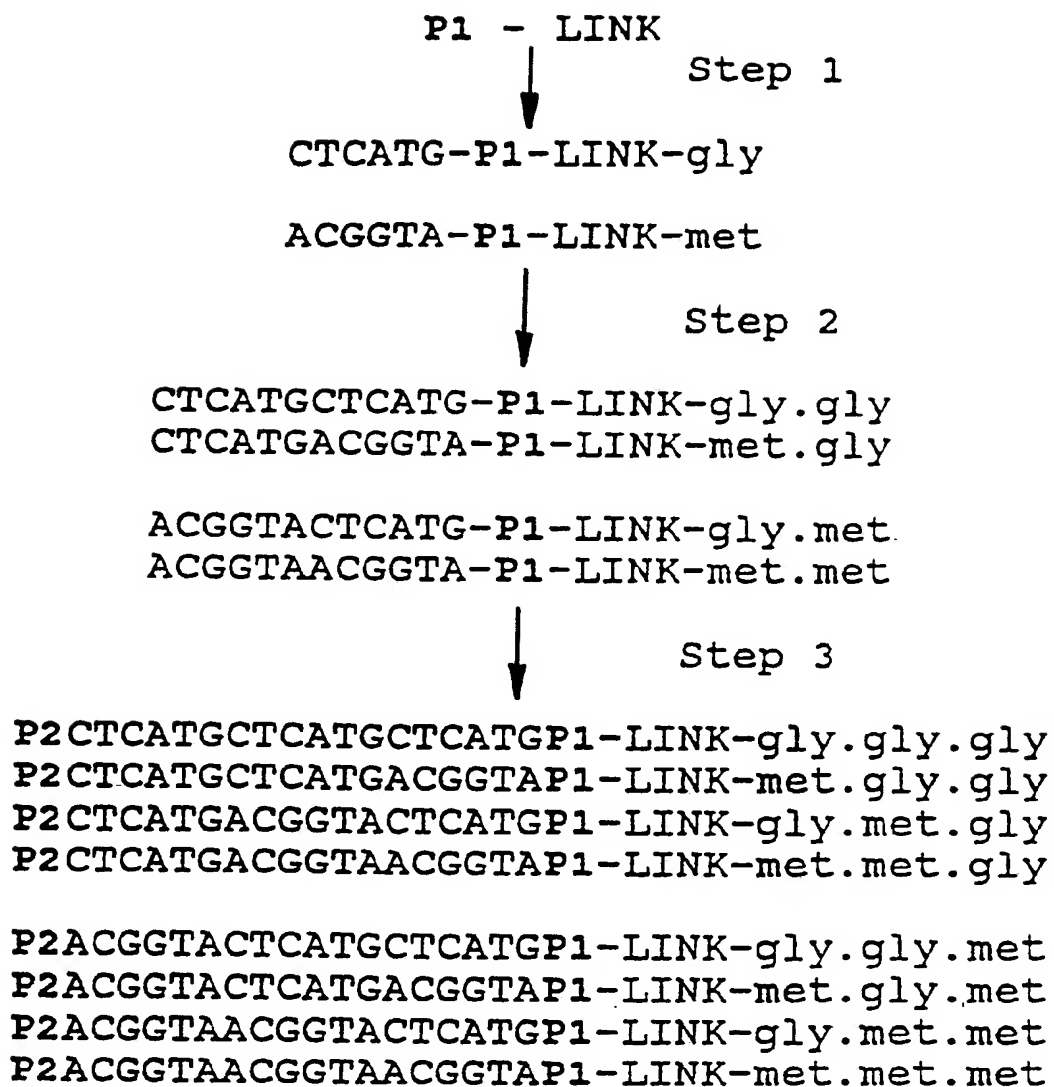 P1 - LINK
Step 1
CTCATG-P1-LINK-gly
ACGGTA-P1-LINK-met
Step 2
CTCATGCTCATG-P1-LINK-gly.gly
CTCATGACGGTA-P1-LINK-met.gly
ACGGTACTCATG-P1-LINK-gly.met
ACGGTAACGGTA-P1-LINK-met.met
Step 3
P2CTCATGCTCATGCTCATGP1-LINK-gly.gly.gly
P2CTCATGCTCATGACGGTAP1-LINK-met.gly.gly
P2CTCATGACGGTACTCATGP1-LINK-gly.met.gly
P2CTCATGACGGTAACGGTAP1-LINK-met.met.gly
P2ACGGTACTCATGCTCATGP1-LINK-gly.gly.met
P2ACGGTACTCATGACGGTAP1-LINK-met.gly.met
P2ACGGTAACGGTACTCATGP1-LINK-gly.met.met
P2ACGGTAACGGTAACGGTAP1-LINK-met.met.met